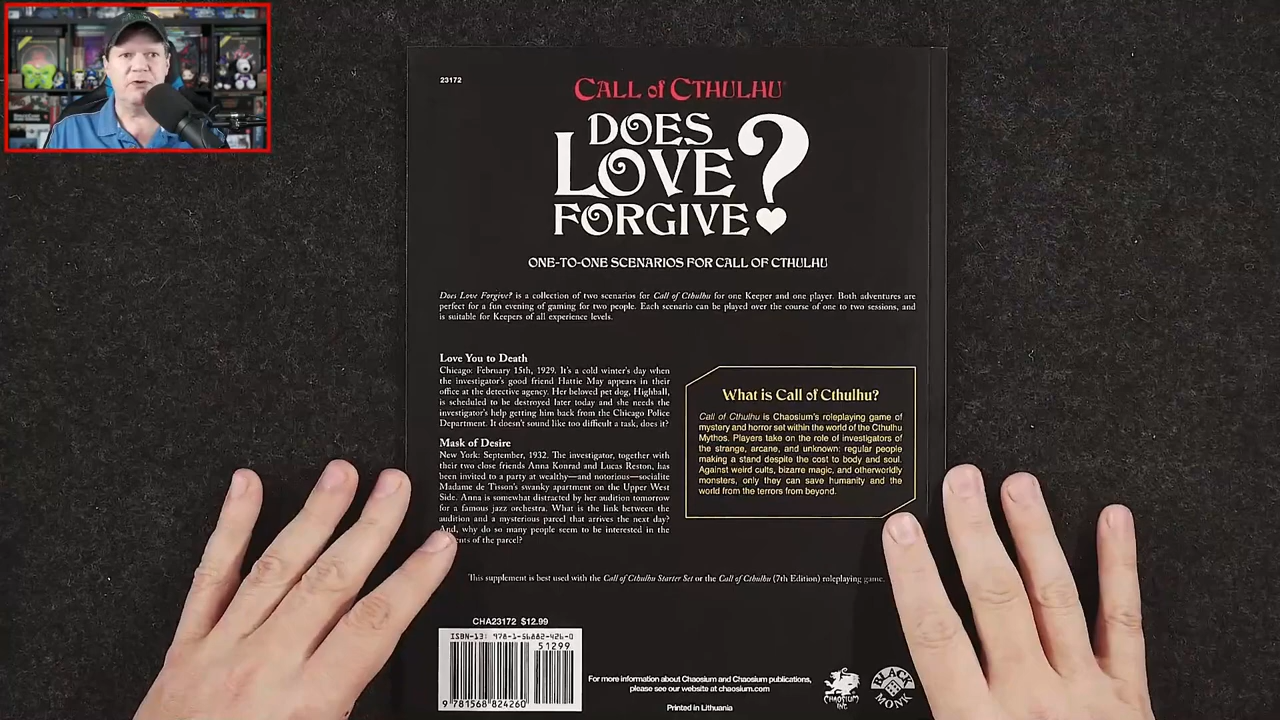 23172
CALL of CTHULHU
DOES
LOVE
FORGIVE?
ONE-TO-ONE SCENARIOS FOR CALL OF CTHULHU
Does Love Forgive? is a collection of two scenarios for Call of Cthulhu for one Keeper and one player. Both adventures are
perfect for a fun evening of gaming for two people. Each scenario can be played over the course of one to two sessions, and
is suitable for Keepers of all experience levels.
Love You to Death
Chicago: February 15th, 1929. It's a cold winter's day when
the investigator's good friend Hattie May appears in their
office at the detective agency. Her beloved pet dog, Highball,
is scheduled to be destroyed later today and she needs the
investigator's help getting him back from the Chicago Police
Department. It doesn't sound like too difficult a task, does it?
Mask of Desire
New York: September, 1932. The investigator, together with
their two close friends Anna Konrad and Lucas Reston, has
been invited to a party at wealthy—and notorious—socialite
Madame de Tisson's swanky apartment on the Upper West
Side. Anna is somewhat distracted by her audition tomorrow
for a famous jazz orchestra. What is the link between the
audition and a mysterious parcel that arrives the next day?
And, why do so many people seem to be interested in the
of the parcel?
What is Call of Cthulhu?
Call of Cthulhu is Chaosium's roleplaying game of
mystery and horror set within the world of the Cthulhu
Mythos. Players take on the role of investigators of
the strange, arcane, and unknown: regular people
making a stand despite the cost to body and soul.
Against weird cults, bizarre magic, and otherworldly
monsters, only they can save humanity and the
world from the terrors from beyond.
This supplement is best used with the Call of Cthulhu Starter Set or the Call of Cthulhu (7th Edition) roleplaying game.
CHA23172 $12.99
ISBN-13: 978-1-56882-426-0
51299
9 781568 824260
For more information about Chaosium and Chaosium publications,
please see our website at chaosium.com
Printed in Lithuania
CHAOSIUM
INC
BLACK
MONK